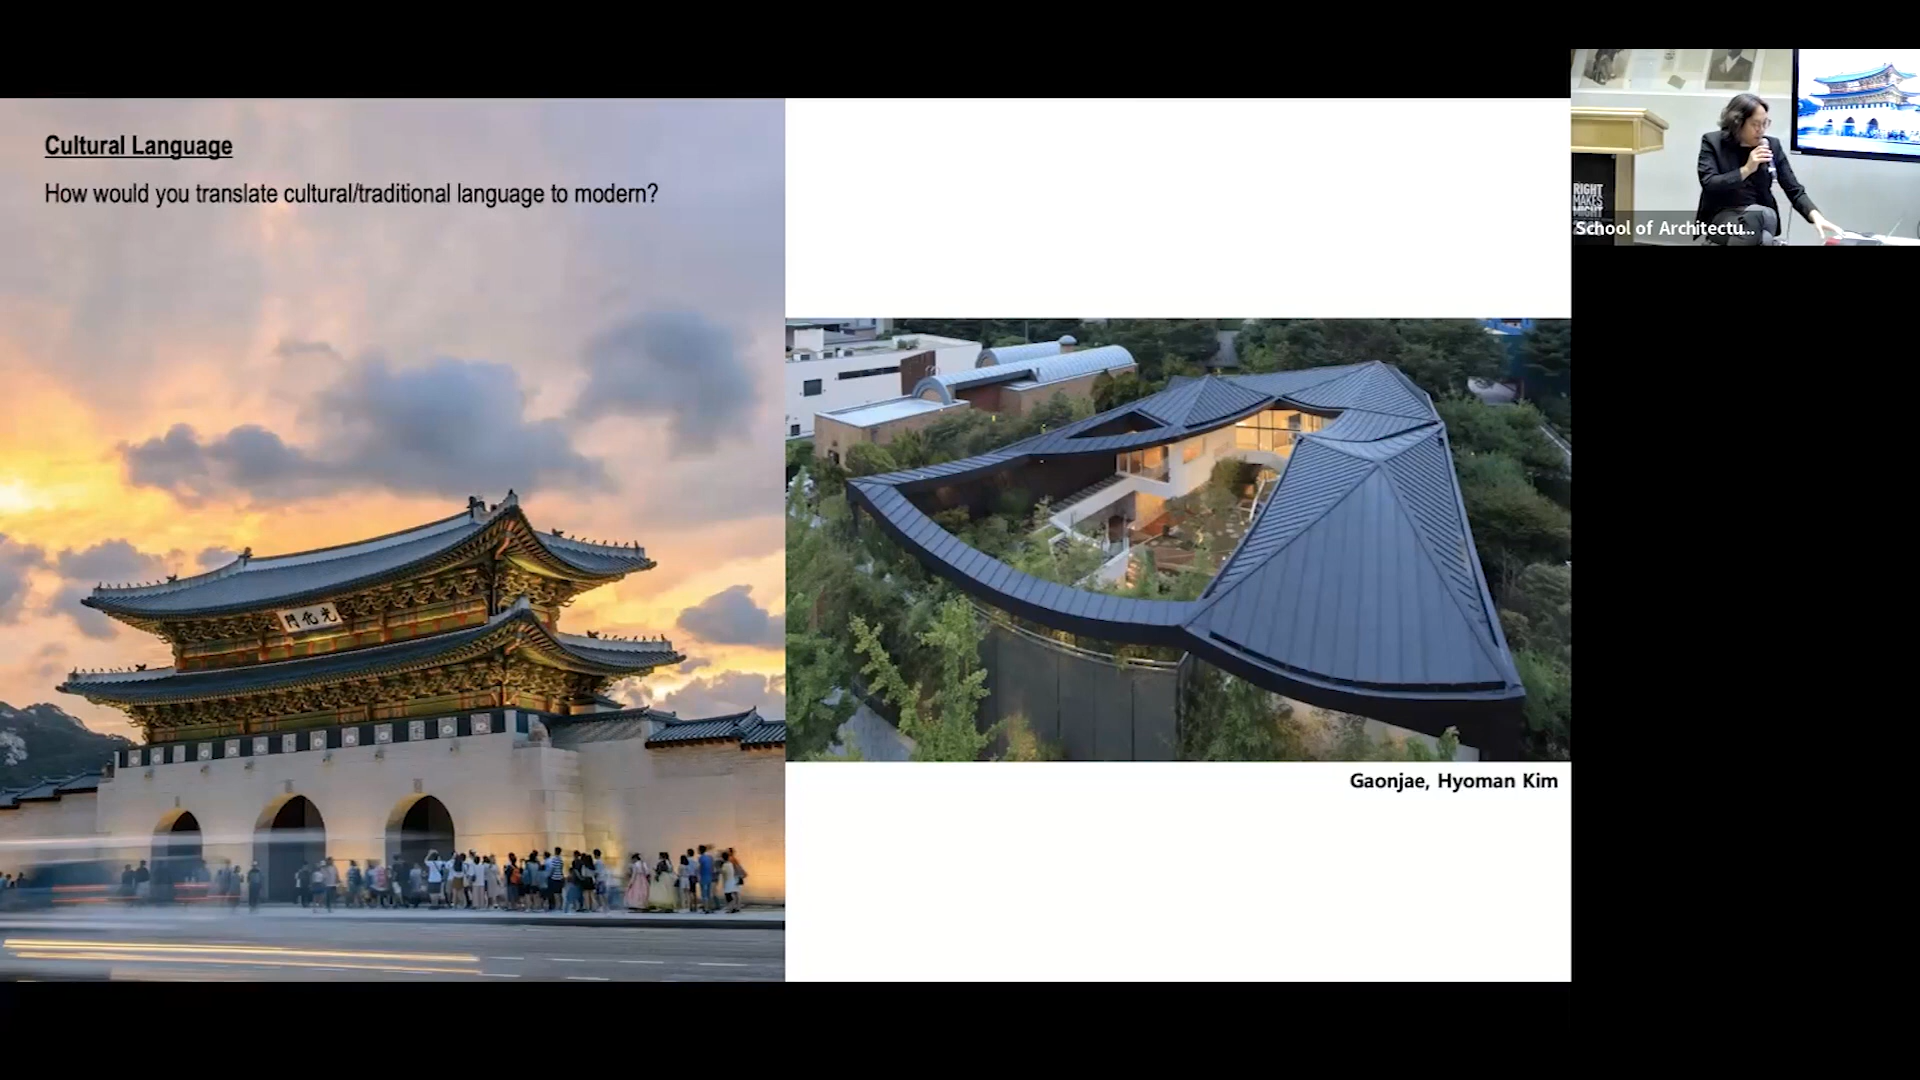 Cultural Language
How would you translate cultural/traditional language to modern?
門化光
Gaonjae, Hyoman Kim
RIGHT
MAKES
MIGHT
School of Architectu...